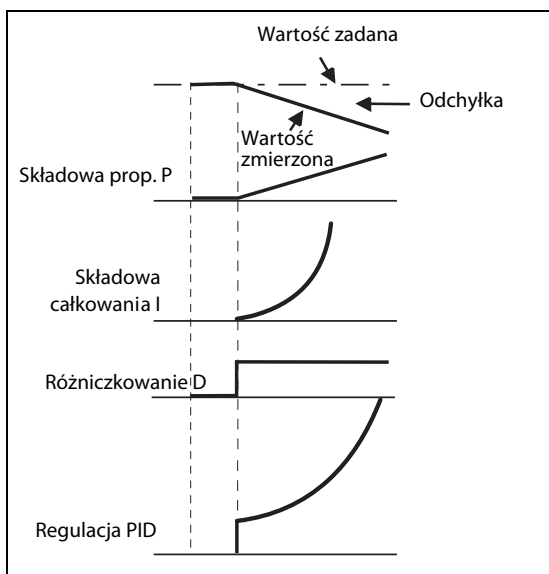 Wartość zadana
Odchyłka
Wartość
zmierzona
Składowa prop. P
Składowa
całkowania I
Różniczkowanie D
Regulacja PID